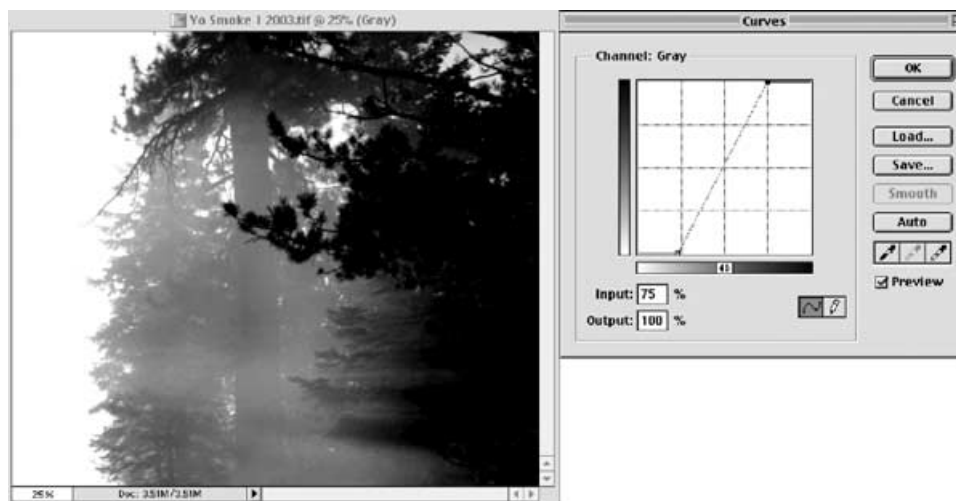 Yo Smoke 1 2003.tif @ 25% (Gray)
25%
Doc: 3.51M/3.51M
Curves
Channel: Gray
Input: 75 %
Output: 100 %
OK
Cancel
Load...
Save...
Smooth
Auto
Preview